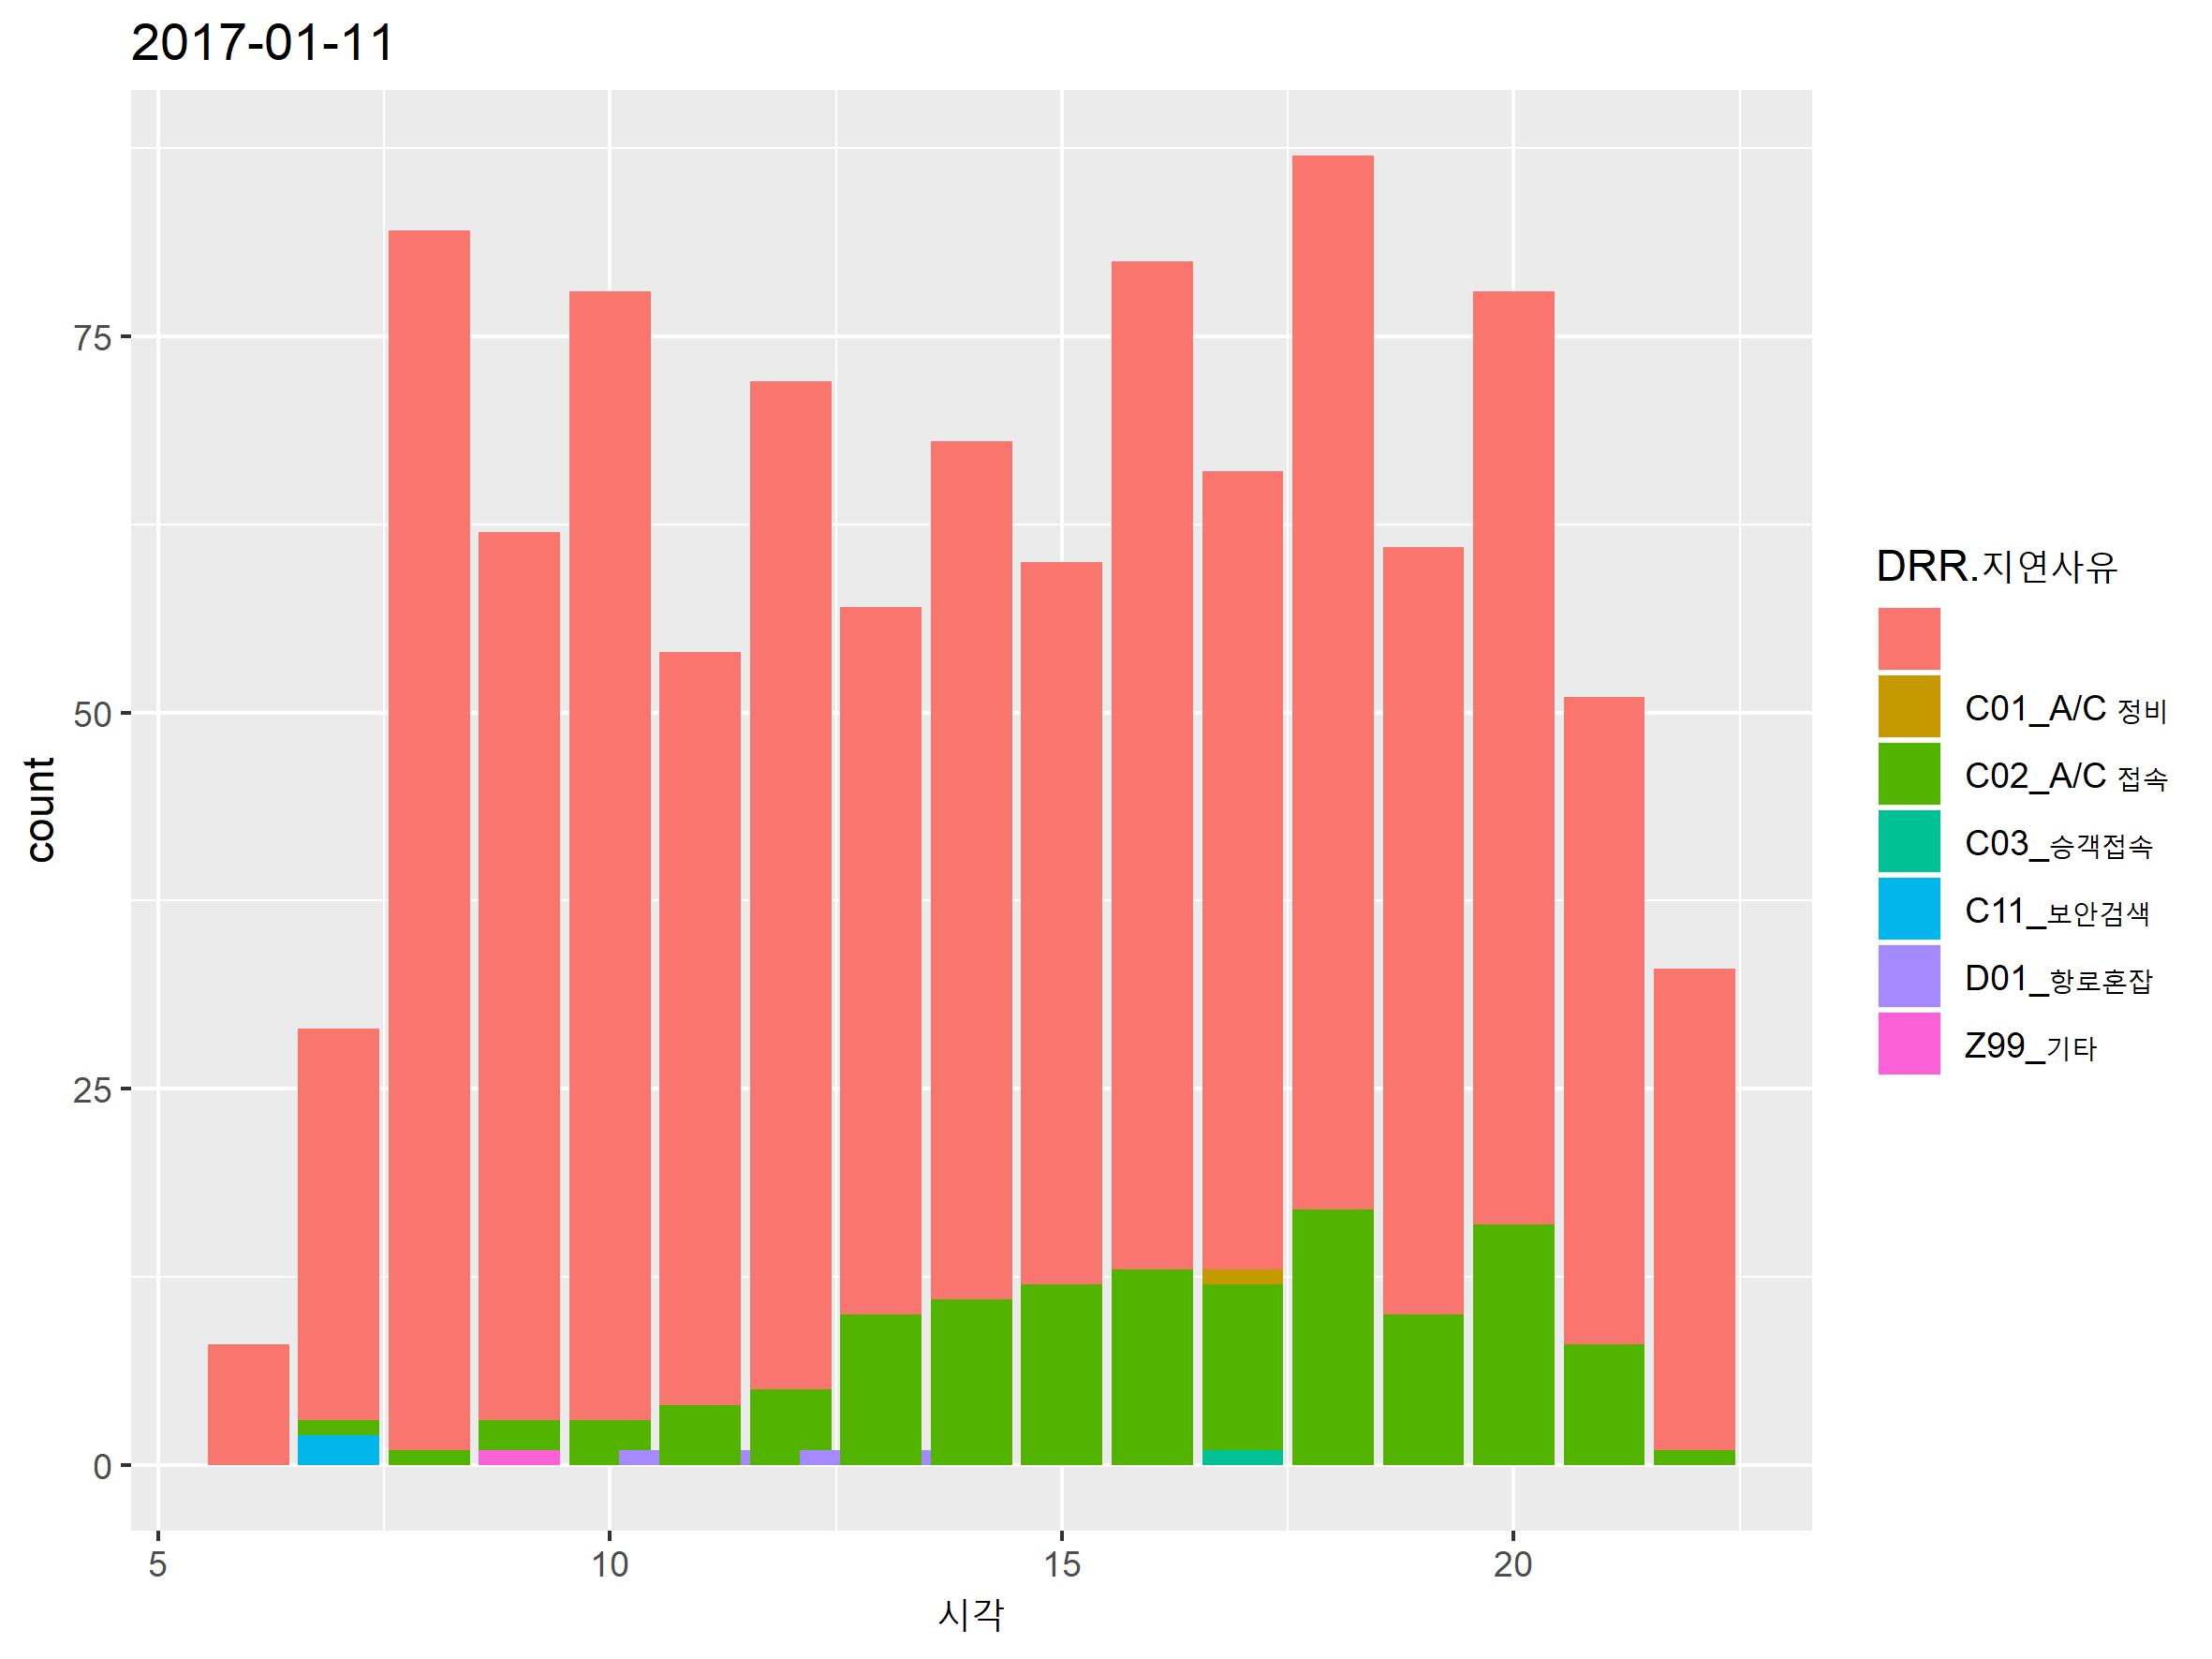 2017-01-11
count
75
50
25
0
5 10 15 20
시각
DRR.지연사유
C01_A/C 정비
C02_A/C 접속
C03_승객접속
C11_보안검색
D01_항로혼잡
Z99_기타